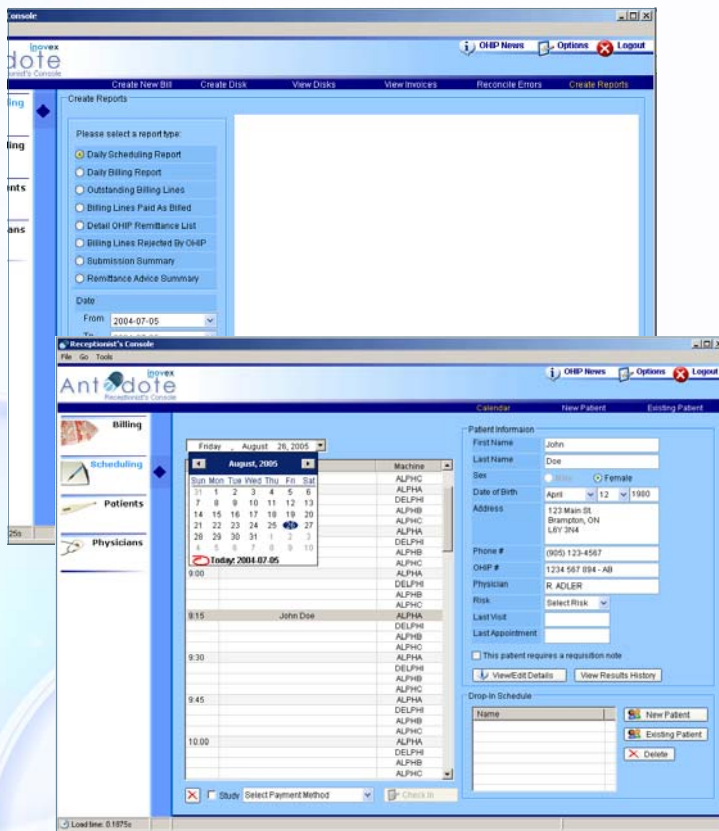 Console
inovex
dote
Receptionist's Console
OHIP News Options Logout
Create New Bill Create Disk View Disks View Invoices Reconcile Errors Create Reports
ing
ling
nts
ans
Create Reports
Please select a report type:
Daily Scheduling Report
Daily Billing Report
Outstanding Billing Lines
Billing Lines Paid As Billed
Detail OHIP Remittance List
Billing Lines Rejected By OHIP
Submission Summary
Remittance Advice Summary
Date
From 2004-07-05
To
25s
Receptionist's Console
File Go Tools
inovex
Antidote
Receptionist's Console
OHIP News Options Logout
Calendar New Patient Existing Patient
Billing
Scheduling
Patients
Physicians
Friday , August 26, 2005
August, 2005
Sun Mon Tue Wed Thu Fri Sat
31 1 2 3 4 5 6
7 8 9 10 11 12 13
14 15 16 17 18 19 20
21 22 23 24 25 26 27
28 29 30 31 1 2 3
4 5 6 7 8 9 10
Today: 2004-07-05
Machine
ALPHC
ALPHA
DELPHI
ALPHB
ALPHC
ALPHA
DELPHI
ALPHB
ALPHC
9:00 ALPHA
DELPHI
ALPHB
ALPHC
9:15 John Doe ALPHA
DELPHI
ALPHB
ALPHC
9:30 ALPHA
DELPHI
ALPHB
ALPHC
9:45 ALPHA
DELPHI
ALPHB
ALPHC
10:00 ALPHA
DELPHI
ALPHB
ALPHC
Study Select Payment Method Check In
Patient Informaion
First Name John
Last Name Doe
Sex Male Female
Date of Birth April 12 1980
Address 123 Main St.
Brampton, ON
L6Y 3N4
Phone # (905) 123-4567
OHIP # 1234 567 894 - AB
Physician R. ADLER
Risk Select Risk
Last Visit
Last Appointment
This patient requires a requisition note
View/Edit Details View Results History
Drop-In Schedule
Name
New Patient
Existing Patient
Delete
Load time: 0.1875s